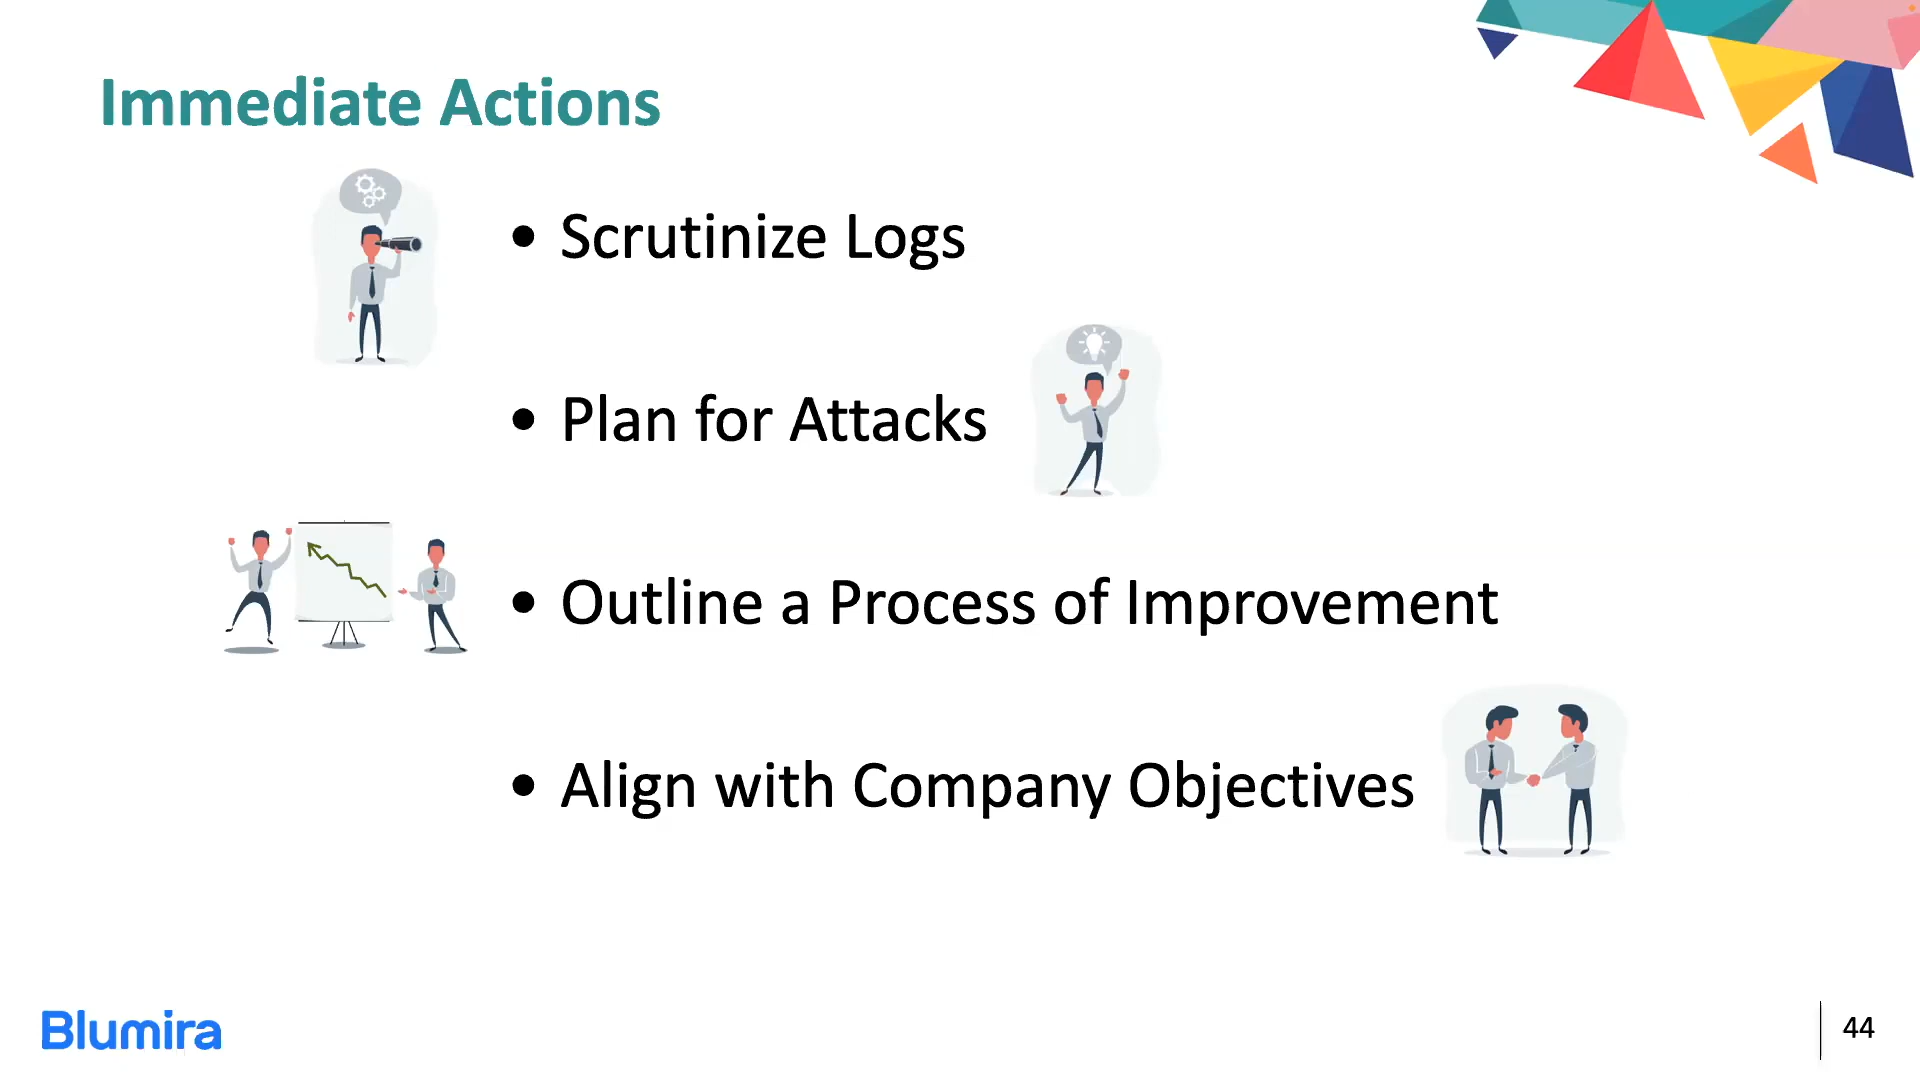 Immediate Actions
• Scrutinize Logs
• Plan for Attacks
• Outline a Process of Improvement
• Align with Company Objectives
Blumira
44